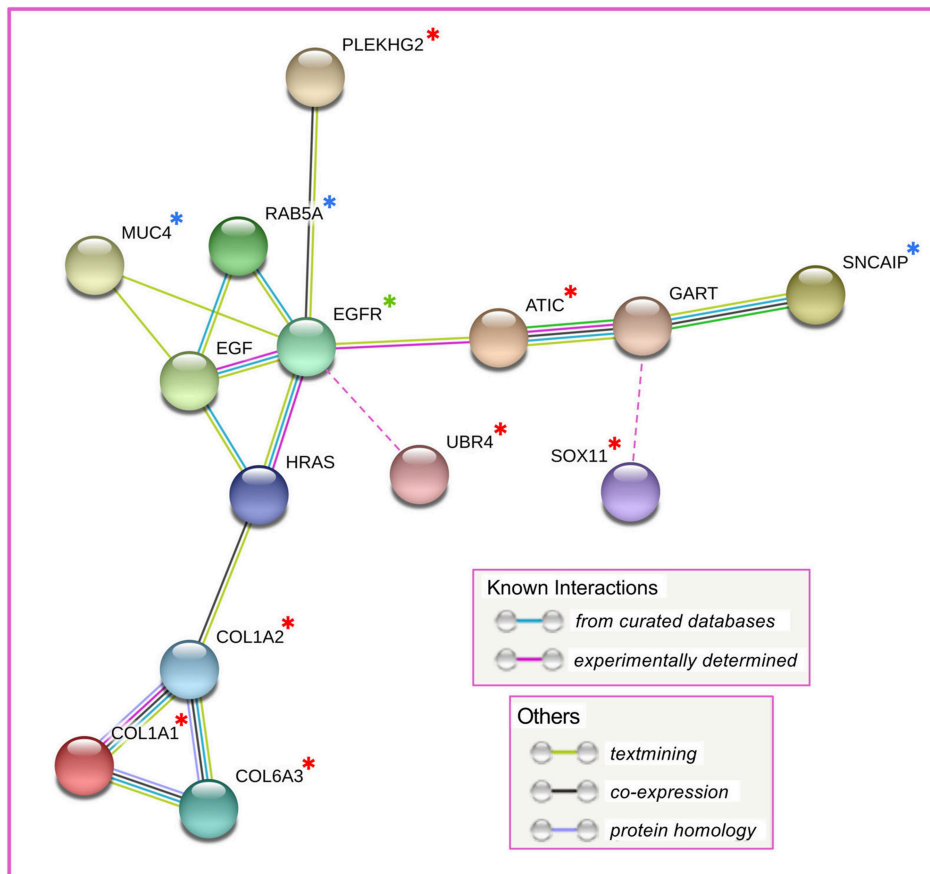 PLEKHG2*
RAB5A*
MUC4*
SNCAIP*
GART
ATIC*
EGFR*
EGF
UBR4*
SOX11*
HRAS
Known Interactions
from curated databases
experimentally determined
COL1A2*
Others
COL1A1*
textmining
COL6A3*
co-expression
protein homology